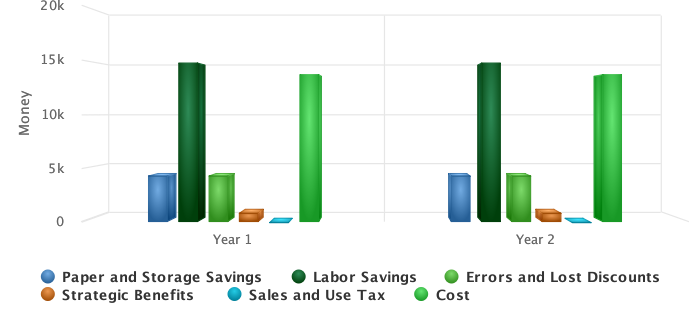 20k
15k
10k
5k
0
Money
Year 1 Year 2
Paper and Storage Savings Labor Savings Errors and Lost Discounts
Strategic Benefits Sales and Use Tax Cost